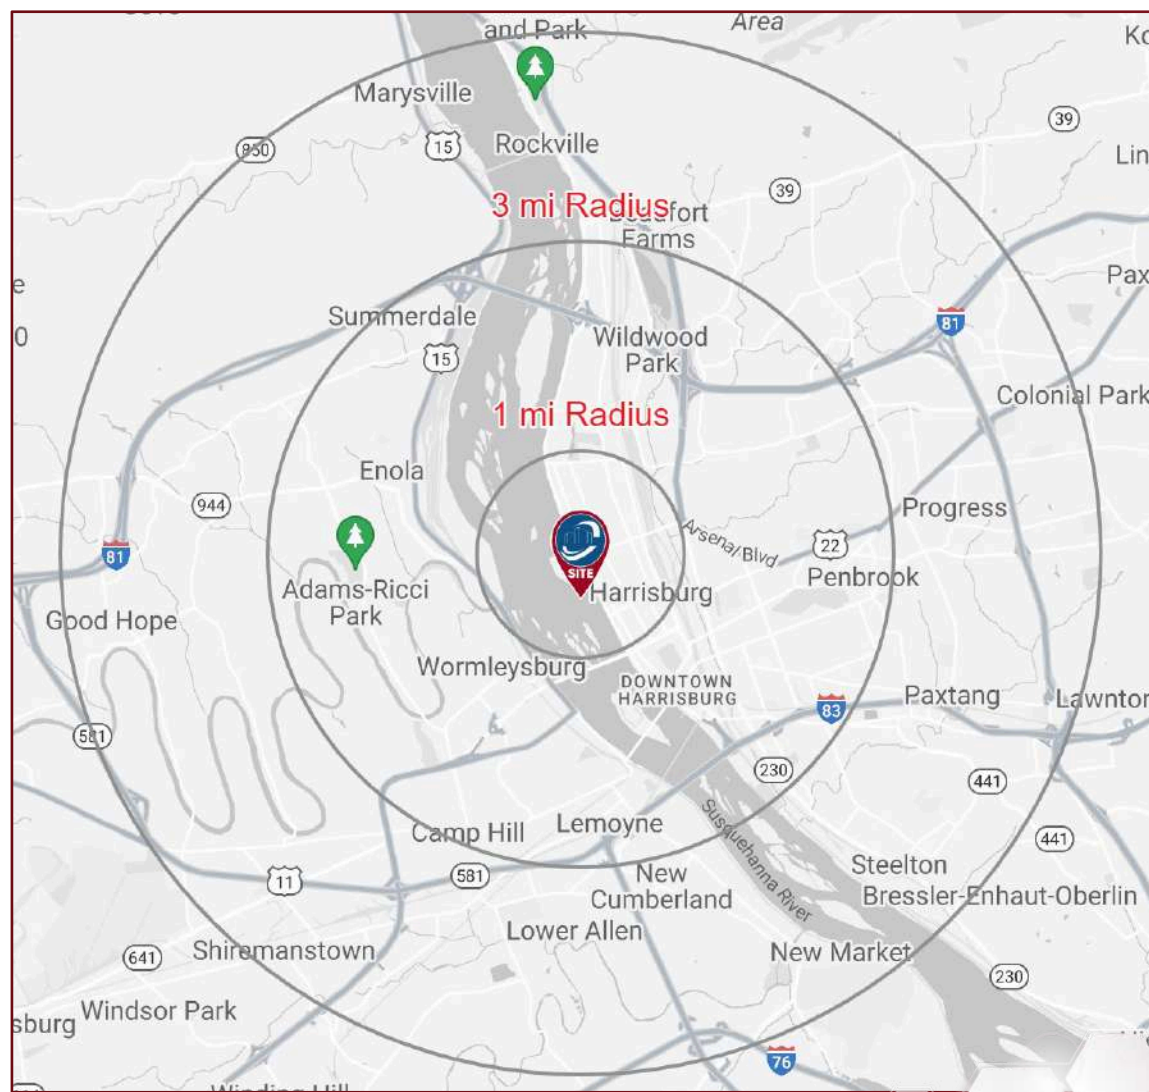 and Park
Area
Marysville
39
850
15
Rockville
39
3 mi Radius
Farms
Summerdale
Wildwood
Park
81
15
Colonial Park
1 mi Radius
Enola
944
Progress
Arsenal Blvd
22
81
SITE
Adams-Ricci
Park
Harrisburg
Penbrook
Good Hope
Wormleysburg
DOWNTOWN
HARRISBURG
Paxtang
83
581
230
441
Camp Hill
Lemoyne
Susquehanna River
441
11
581
New
Cumberland
Steelton
Bressler-Enhaut-Oberlin
Lower Allen
Shiremanstown
641
New Market
230
Windsor Park
76